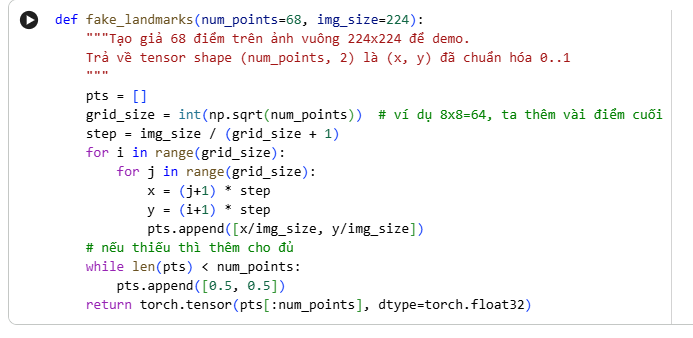 def fake_landmarks(num_points=68, img_size=224):
    """Tạo giả 68 điểm trên ảnh vuông 224x224 để demo.
    Trả về tensor shape (num_points, 2) là (x, y) đã chuẩn hóa 0..1
    """
    pts = []
    grid_size = int(np.sqrt(num_points))  # ví dụ 8x8=64, ta thêm vài điểm cuối
    step = img_size / (grid_size + 1)
    for i in range(grid_size):
        for j in range(grid_size):
            x = (j+1) * step
            y = (i+1) * step
            pts.append([x/img_size, y/img_size])
    # nếu thiếu thì thêm cho đủ
    while len(pts) < num_points:
        pts.append([0.5, 0.5])
    return torch.tensor(pts[:num_points], dtype=torch.float32)